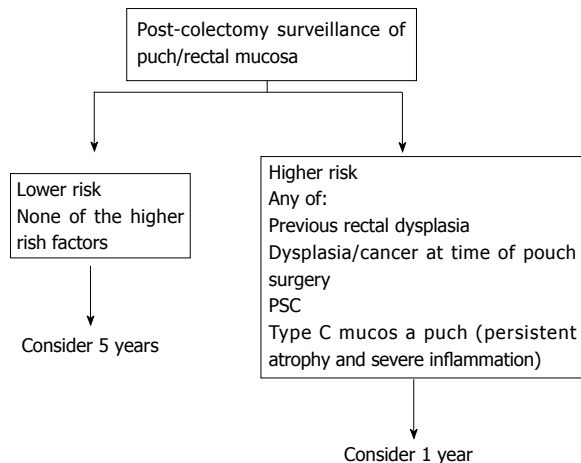 Post-colectomy surveillance of
puch/rectal mucosa
Lower risk
None of the higher
rish factors
Consider 5 years
Higher risk
Any of:
Previous rectal dysplasia
Dysplasia/cancer at time of pouch
surgery
PSC
Type C mucos a puch (persistent
atrophy and severe inflammation)
Consider 1 year